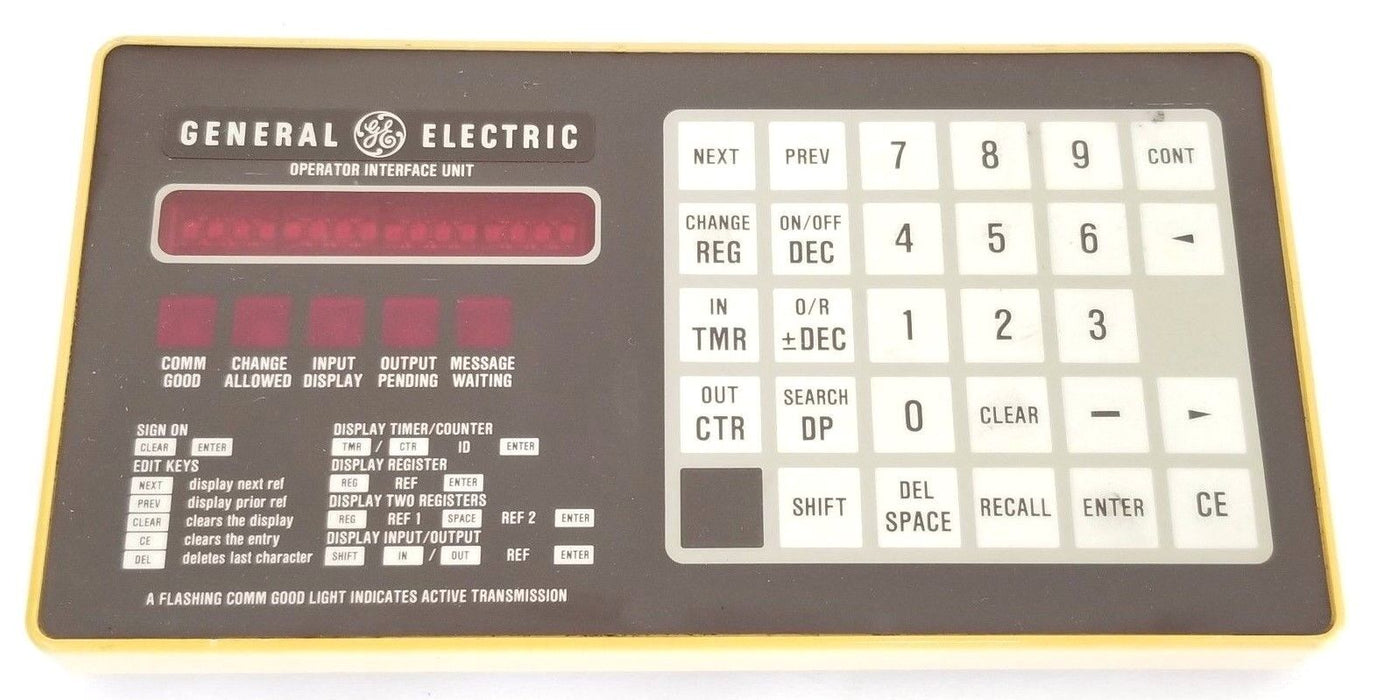 GENERAL GE ELECTRIC
OPERATOR INTERFACE UNIT
COMM GOOD
CHANGE ALLOWED
INPUT DISPLAY
OUTPUT PENDING
MESSAGE WAITING
SIGN ON
CLEAR ENTER
EDIT KEYS
NEXT display next ref
PREV display prior ref
CLEAR clears the display
CE clears the entry
DEL deletes last character
DISPLAY TIMER/COUNTER
TMR / CTR ID ENTER
DISPLAY REGISTER
REG REF ENTER
DISPLAY TWO REGISTERS
REG REF 1 SPACE REF 2 ENTER
DISPLAY INPUT/OUTPUT
SHIFT IN / OUT REF ENTER
A FLASHING COMM GOOD LIGHT INDICATES ACTIVE TRANSMISSION
NEXT PREV 7 8 9 CONT
CHANGE ON/OFF
REG DEC 4 5 6 ◄
IN O/R
TMR ±DEC 1 2 3
OUT SEARCH
CTR DP 0 CLEAR — ►
SHIFT DEL SPACE RECALL ENTER CE